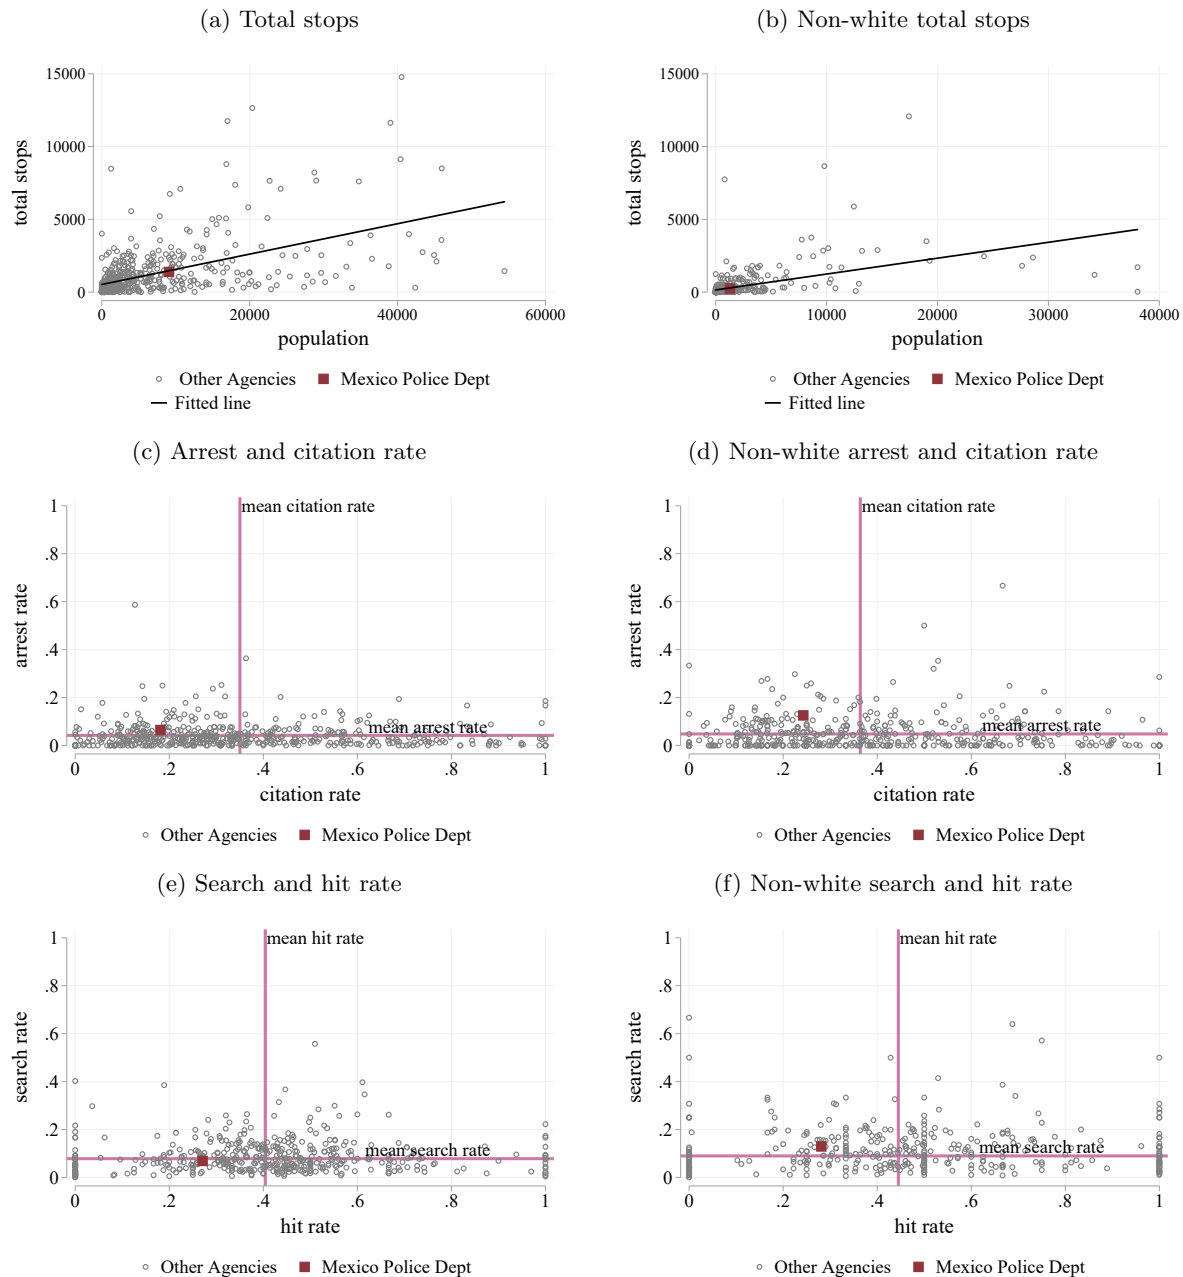 (a) Total stops
total stops
15000
10000
5000
0
0 20000 40000 60000
population
Other Agencies Mexico Police Dept
Fitted line
(b) Non-white total stops
total stops
15000
10000
5000
0
0 10000 20000 30000 40000
population
Other Agencies Mexico Police Dept
Fitted line
(c) Arrest and citation rate
arrest rate
1
.8
.6
.4
.2
0
mean citation rate
mean arrest rate
0 .2 .4 .6 .8 1
citation rate
Other Agencies Mexico Police Dept
(d) Non-white arrest and citation rate
arrest rate
1
.8
.6
.4
.2
0
mean citation rate
mean arrest rate
0 .2 .4 .6 .8 1
citation rate
Other Agencies Mexico Police Dept
(e) Search and hit rate
search rate
1
.8
.6
.4
.2
0
mean hit rate
mean search rate
0 .2 .4 .6 .8 1
hit rate
Other Agencies Mexico Police Dept
(f) Non-white search and hit rate
search rate
1
.8
.6
.4
.2
0
mean hit rate
mean search rate
0 .2 .4 .6 .8 1
hit rate
Other Agencies Mexico Police Dept